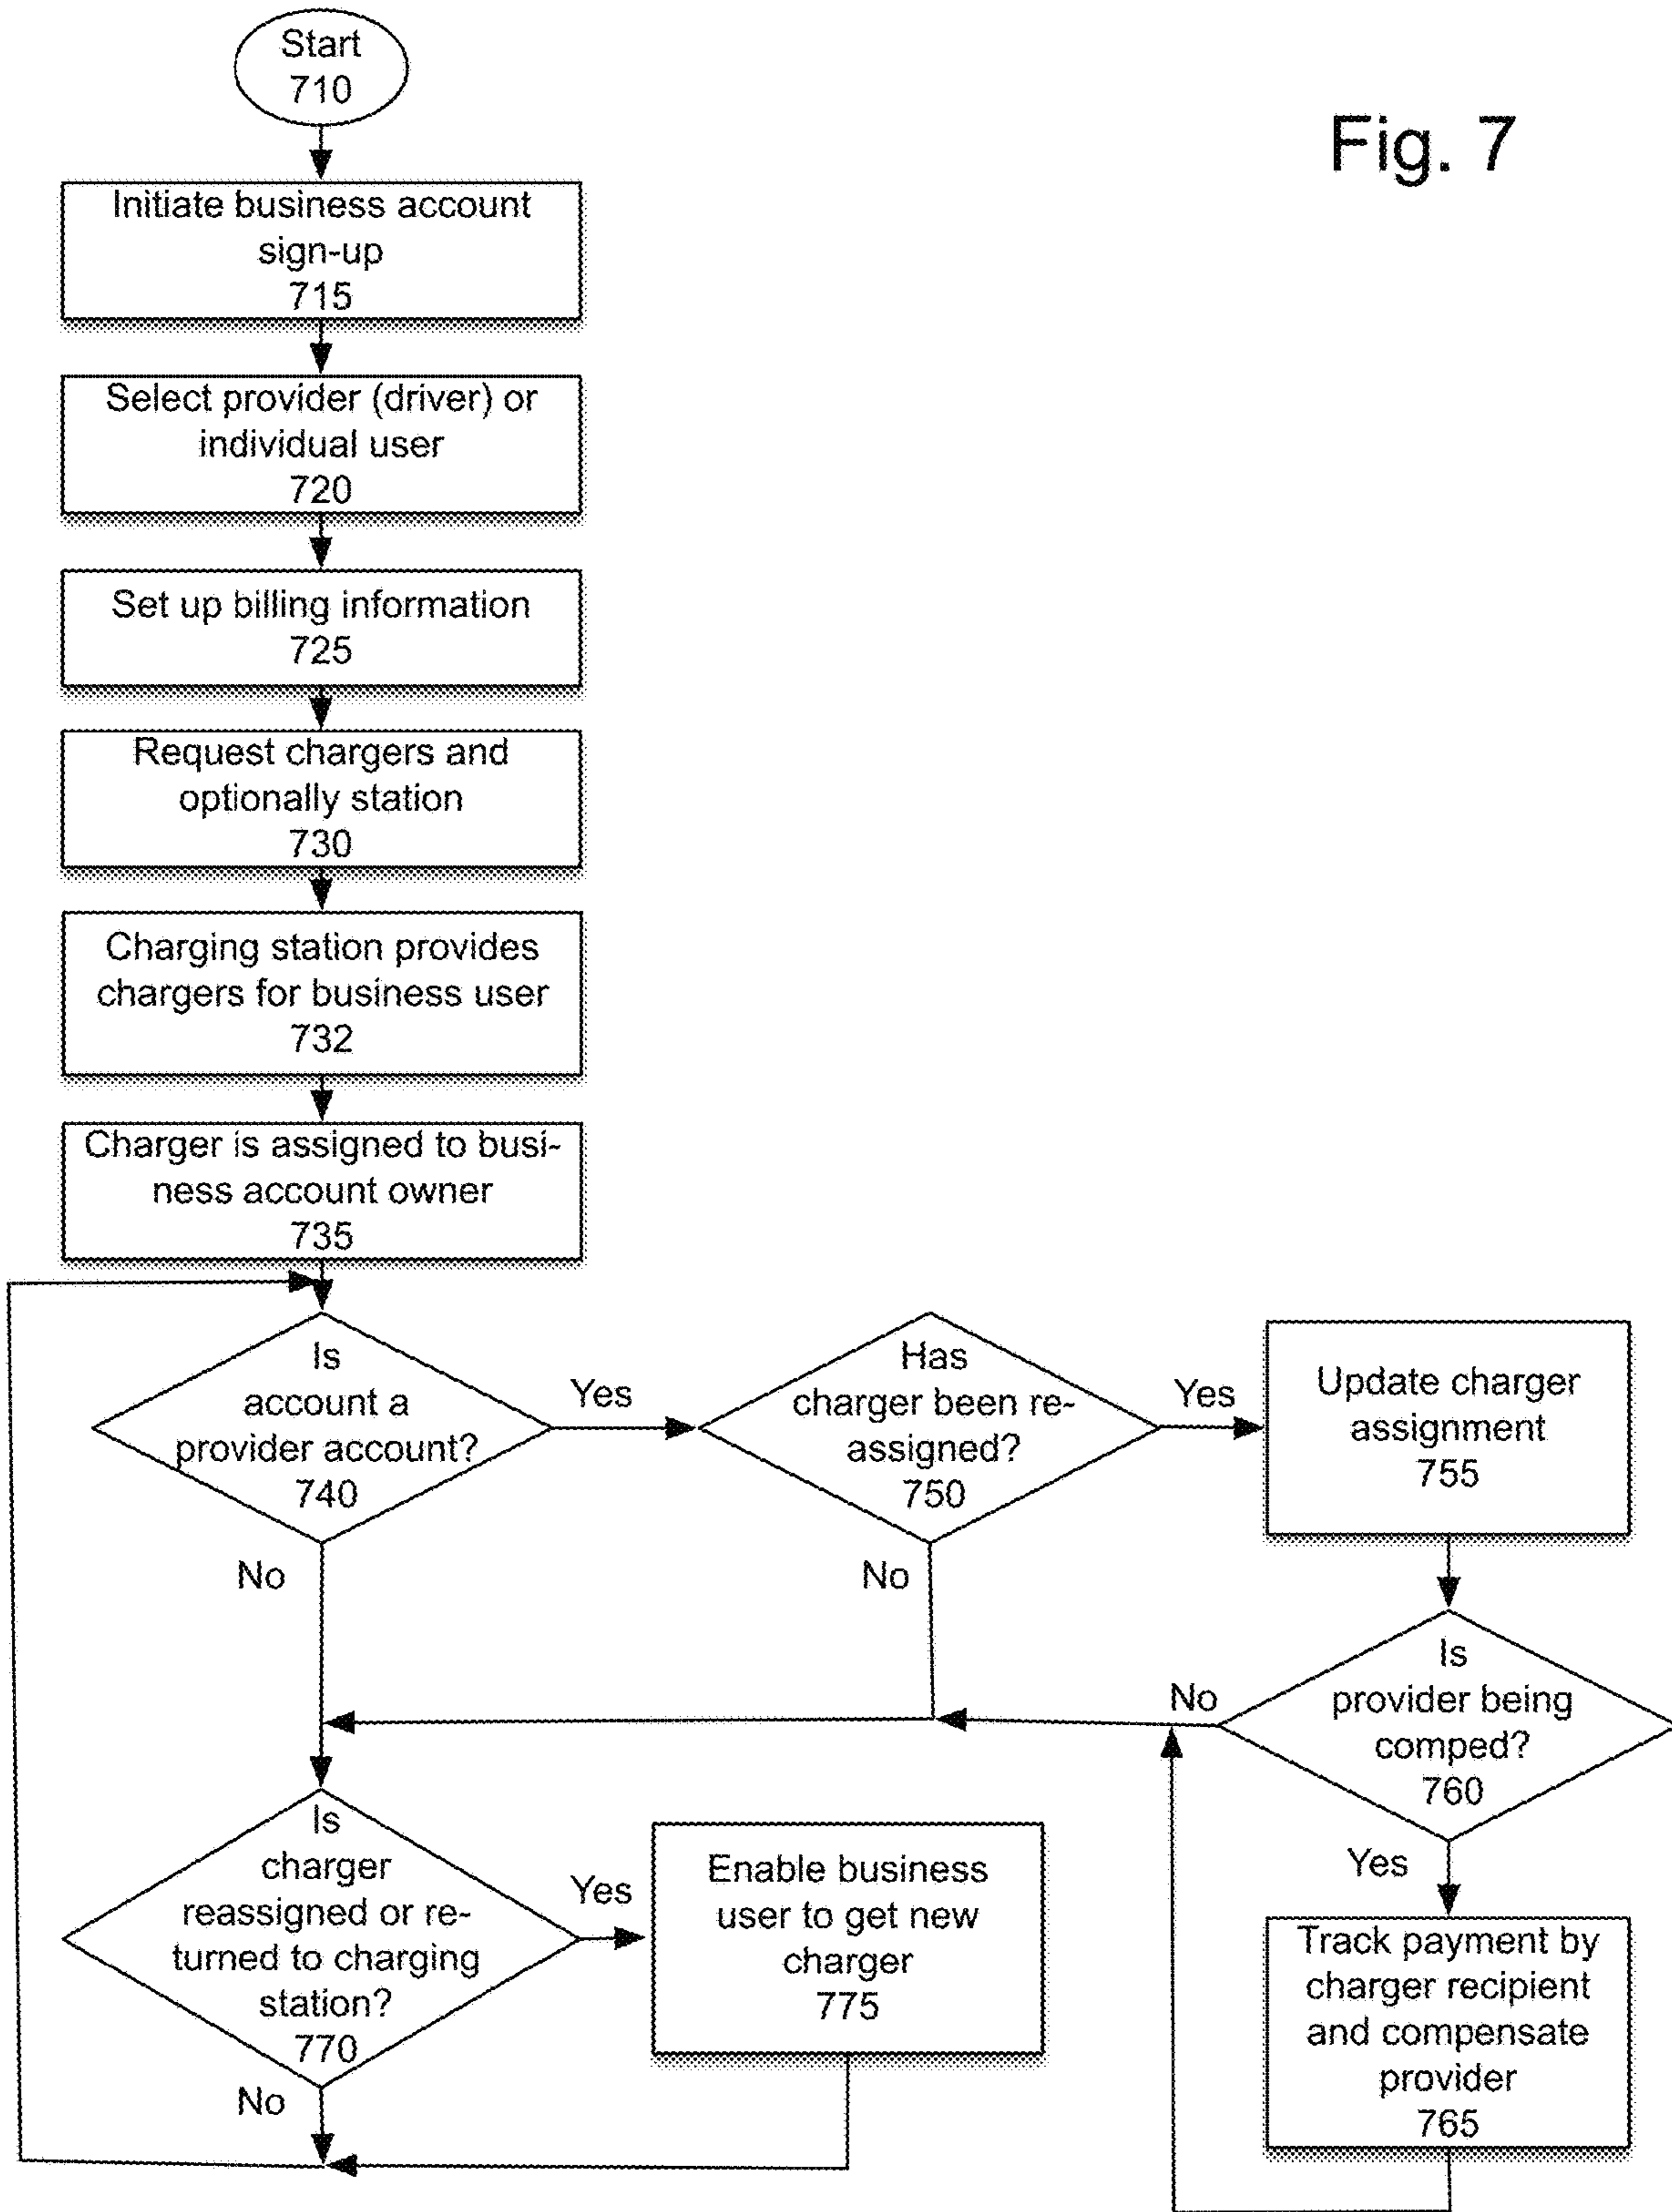 Start
710
Fig. 7
Initiate business account
sign-up
715
Select provider (driver) or
individual user
720
Set up billing information
725
Request chargers and
optionally station
730
Charging station provides
chargers for business user
732
Charger is assigned to busi-
ness account owner
735
Is
account a
provider account?
740
Yes
No
Has
charger been re-
assigned?
750
Yes
No
Update charger
assignment
755
Is
provider being
comped?
760
No
Yes
Track payment by
charger recipient
and compensate
provider
765
Is
charger
reassigned or re-
turned to charging
station?
770
Yes
No
Enable business
user to get new
charger
775